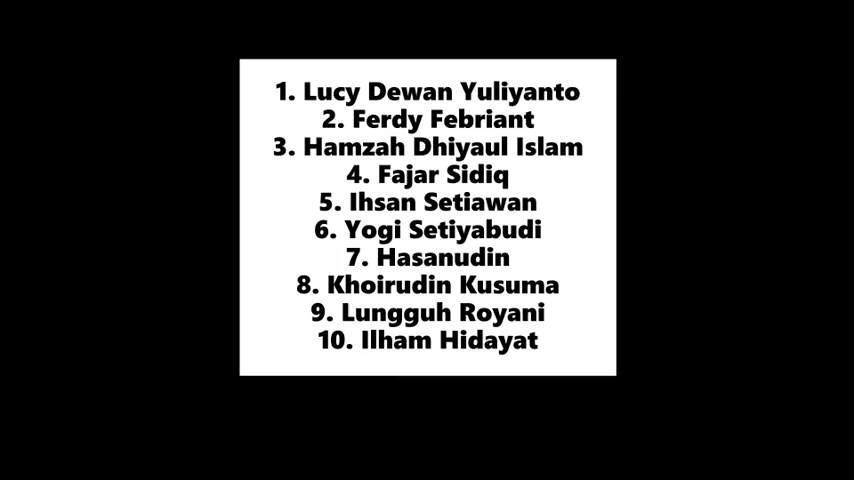 1. Lucy Dewan Yuliyanto
2. Ferdy Febriant
3. Hamzah Dhiyaul Islam
4. Fajar Sidiq
5. Ihsan Setiawan
6. Yogi Setiyabudi
7. Hasanudin
8. Khoirudin Kusuma
9. Lungguh Royani
10. Ilham Hidayat